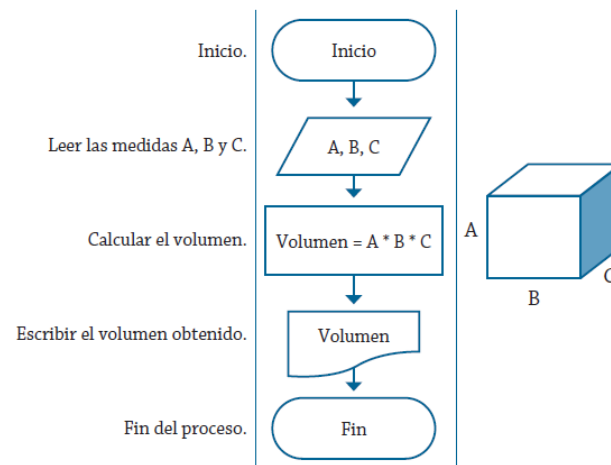 Inicio.
Inicio
Leer las medidas A, B y C.
A, B, C
Calcular el volumen.
Volumen = A * B * C
Escribir el volumen obtenido.
Volumen
Fin del proceso.
Fin
A
B
C